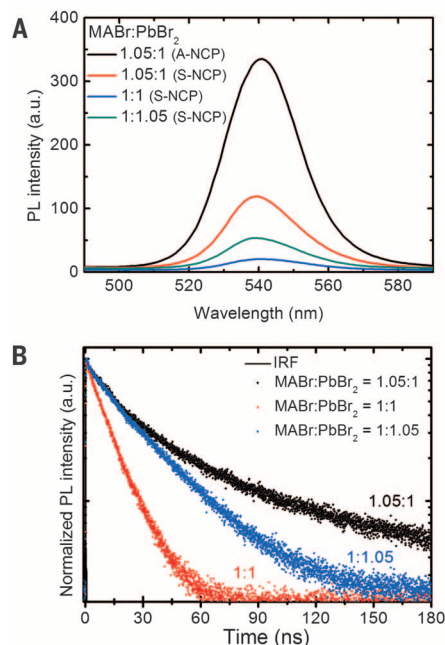 A
MABr:PbBr₂
1.05:1 (A-NCP)
1.05:1 (S-NCP)
1:1 (S-NCP)
1:1.05 (S-NCP)
PL intensity (a.u.)
400
300
200
100
0
500 520 540 560 580
Wavelength (nm)
B
IRF
MABr:PbBr₂ = 1.05:1
MABr:PbBr₂ = 1:1
MABr:PbBr₂ = 1:1.05
Normalized PL intensity (a.u.)
1.05:1
1:1.05
1:1
0 30 60 90 120 150 180
Time (ns)